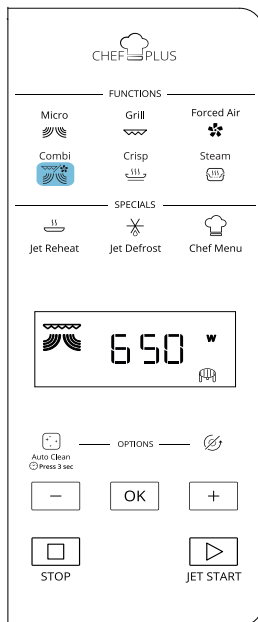 CHEF PLUS
FUNCTIONS
Micro Grill Forced Air
Combi Crisp Steam
SPECIALS
Jet Reheat Jet Defrost Chef Menu
650 W
OPTIONS
Auto Clean
Press 3 sec
− OK +
STOP JET START